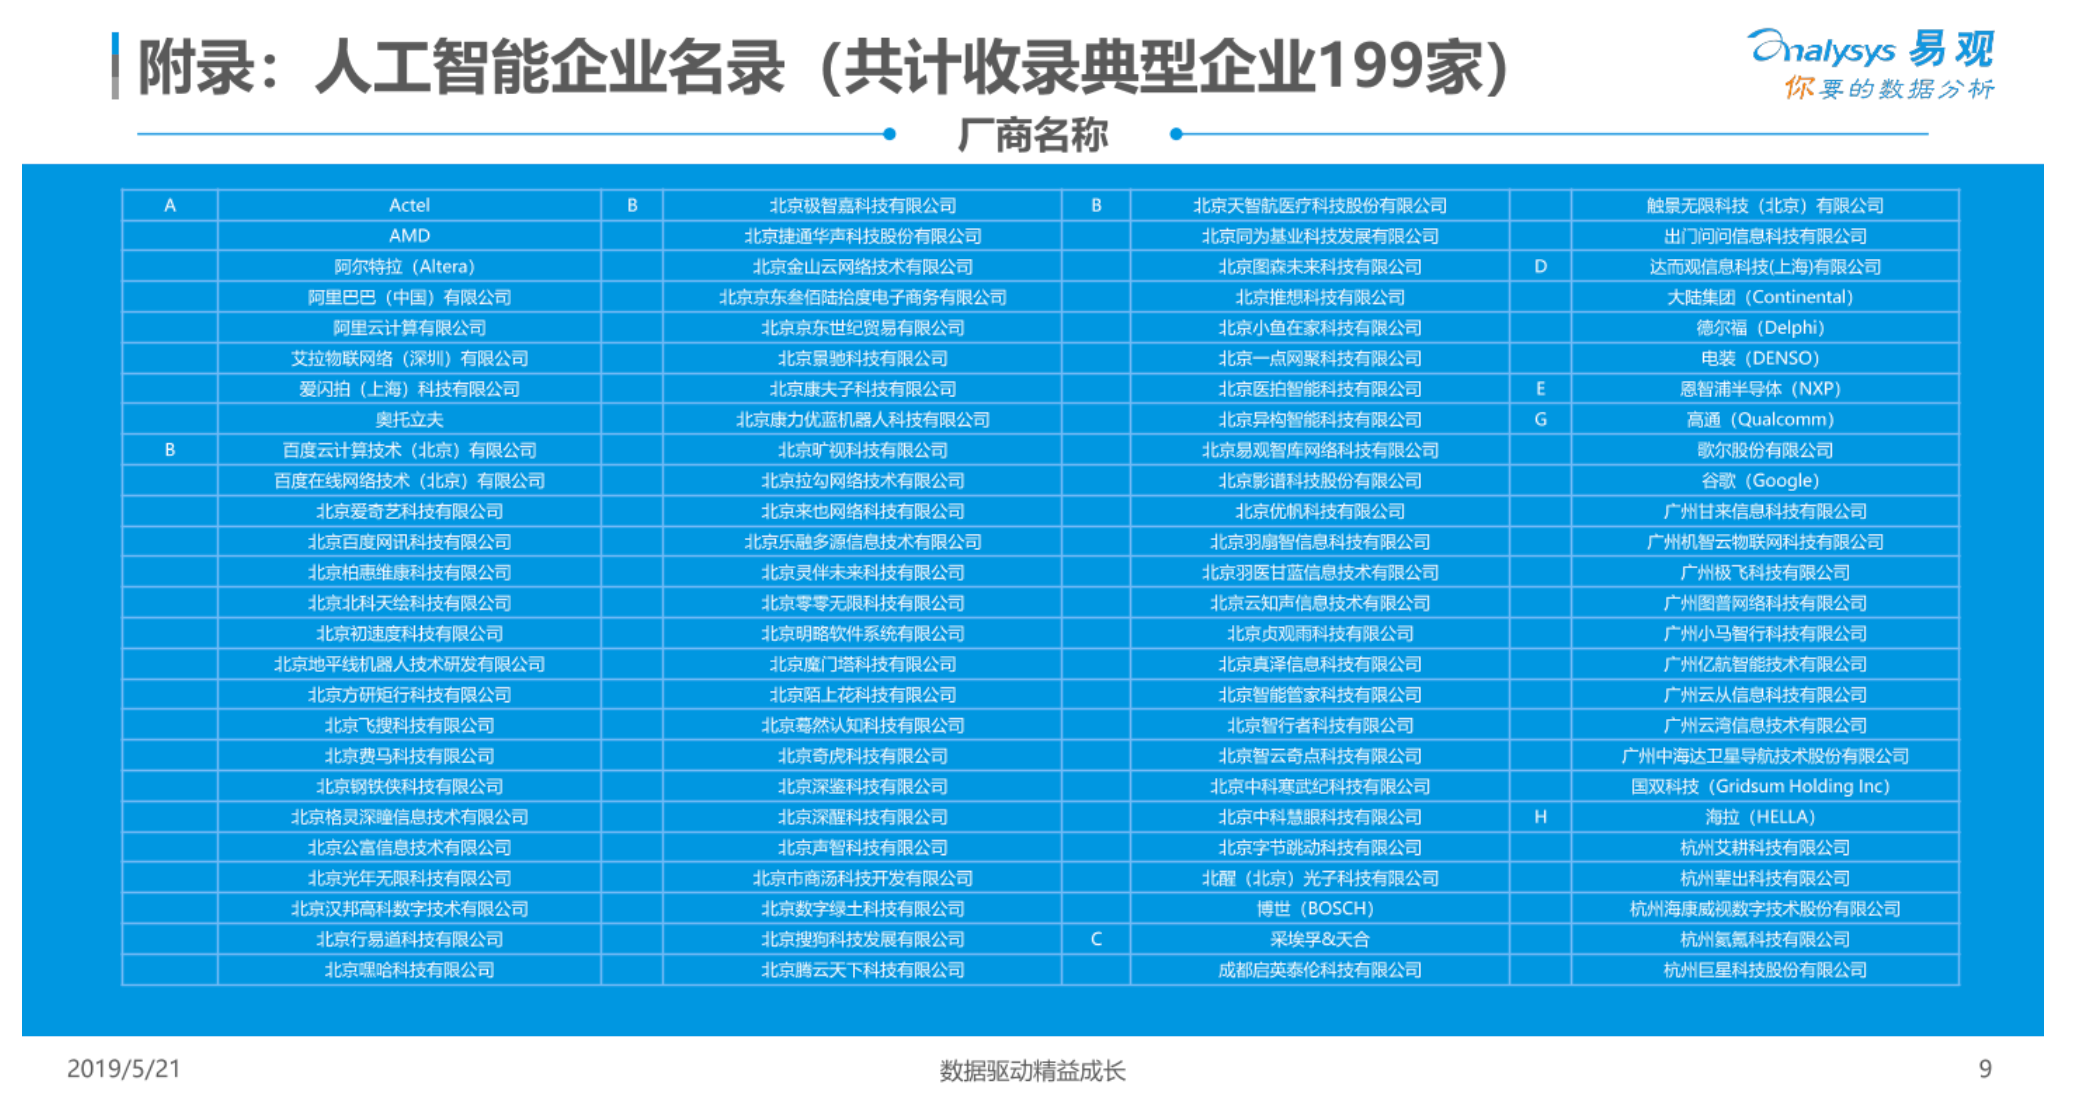 附录：人工智能企业名录（共计收录典型企业199家）
analysys 易观
你要的数据分析
厂商名称
A Actel B 北京极智嘉科技有限公司 B 北京天智航医疗科技股份有限公司 触景无限科技（北京）有限公司
AMD 北京捷通华声科技股份有限公司 北京同为基业科技发展有限公司 出门问问信息科技有限公司
阿尔特拉（Altera） 北京金山云网络技术有限公司 北京图森未来科技有限公司 D 达而观信息科技(上海)有限公司
阿里巴巴（中国）有限公司 北京京东叁佰陆拾度电子商务有限公司 北京推想科技有限公司 大陆集团（Continental）
阿里云计算有限公司 北京京东世纪贸易有限公司 北京小鱼在家科技有限公司 德尔福（Delphi）
艾拉物联网络（深圳）有限公司 北京景驰科技有限公司 北京一点网聚科技有限公司 电装（DENSO）
爱闪拍（上海）科技有限公司 北京康夫子科技有限公司 北京医拍智能科技有限公司 E 恩智浦半导体（NXP）
奥托立夫 北京康力优蓝机器人科技有限公司 北京异构智能科技有限公司 G 高通（Qualcomm）
B 百度云计算技术（北京）有限公司 北京旷视科技有限公司 北京易观智库网络科技有限公司 歌尔股份有限公司
百度在线网络技术（北京）有限公司 北京拉勾网络技术有限公司 北京影谱科技股份有限公司 谷歌（Google）
北京爱奇艺科技有限公司 北京来也网络科技有限公司 北京优帆科技有限公司 广州甘来信息科技有限公司
北京百度网讯科技有限公司 北京乐融多源信息技术有限公司 北京羽扇智信息科技有限公司 广州机智云物联网科技有限公司
北京柏惠维康科技有限公司 北京灵伴未来科技有限公司 北京羽医甘蓝信息技术有限公司 广州极飞科技有限公司
北京北科天绘科技有限公司 北京零零无限科技有限公司 北京云知声信息技术有限公司 广州图普网络科技有限公司
北京初速度科技有限公司 北京明略软件系统有限公司 北京贞观雨科技有限公司 广州小马智行科技有限公司
北京地平线机器人技术研发有限公司 北京魔门塔科技有限公司 北京真泽信息科技有限公司 广州亿航智能技术有限公司
北京方研矩行科技有限公司 北京陌上花科技有限公司 北京智能管家科技有限公司 广州云从信息科技有限公司
北京飞搜科技有限公司 北京蓦然认知科技有限公司 北京智行者科技有限公司 广州云湾信息技术有限公司
北京费马科技有限公司 北京奇虎科技有限公司 北京智云奇点科技有限公司 广州中海达卫星导航技术股份有限公司
北京钢铁侠科技有限公司 北京深鉴科技有限公司 北京中科寒武纪科技有限公司 国双科技（Gridsum Holding Inc）
北京格灵深瞳信息技术有限公司 北京深醒科技有限公司 北京中科慧眼科技有限公司 H 海拉（HELLA）
北京公富信息技术有限公司 北京声智科技有限公司 北京字节跳动科技有限公司 杭州艾耕科技有限公司
北京光年无限科技有限公司 北京市商汤科技开发有限公司 北醒（北京）光子科技有限公司 杭州辈出科技有限公司
北京汉邦高科数字技术有限公司 北京数字绿土科技有限公司 博世（BOSCH） 杭州海康威视数字技术股份有限公司
北京行易道科技有限公司 北京搜狗科技发展有限公司 C 采埃孚&天合 杭州氦氪科技有限公司
北京嘿哈科技有限公司 北京腾云天下科技有限公司 成都启英泰伦科技有限公司 杭州巨星科技股份有限公司
2019/5/21 数据驱动精益成长 9